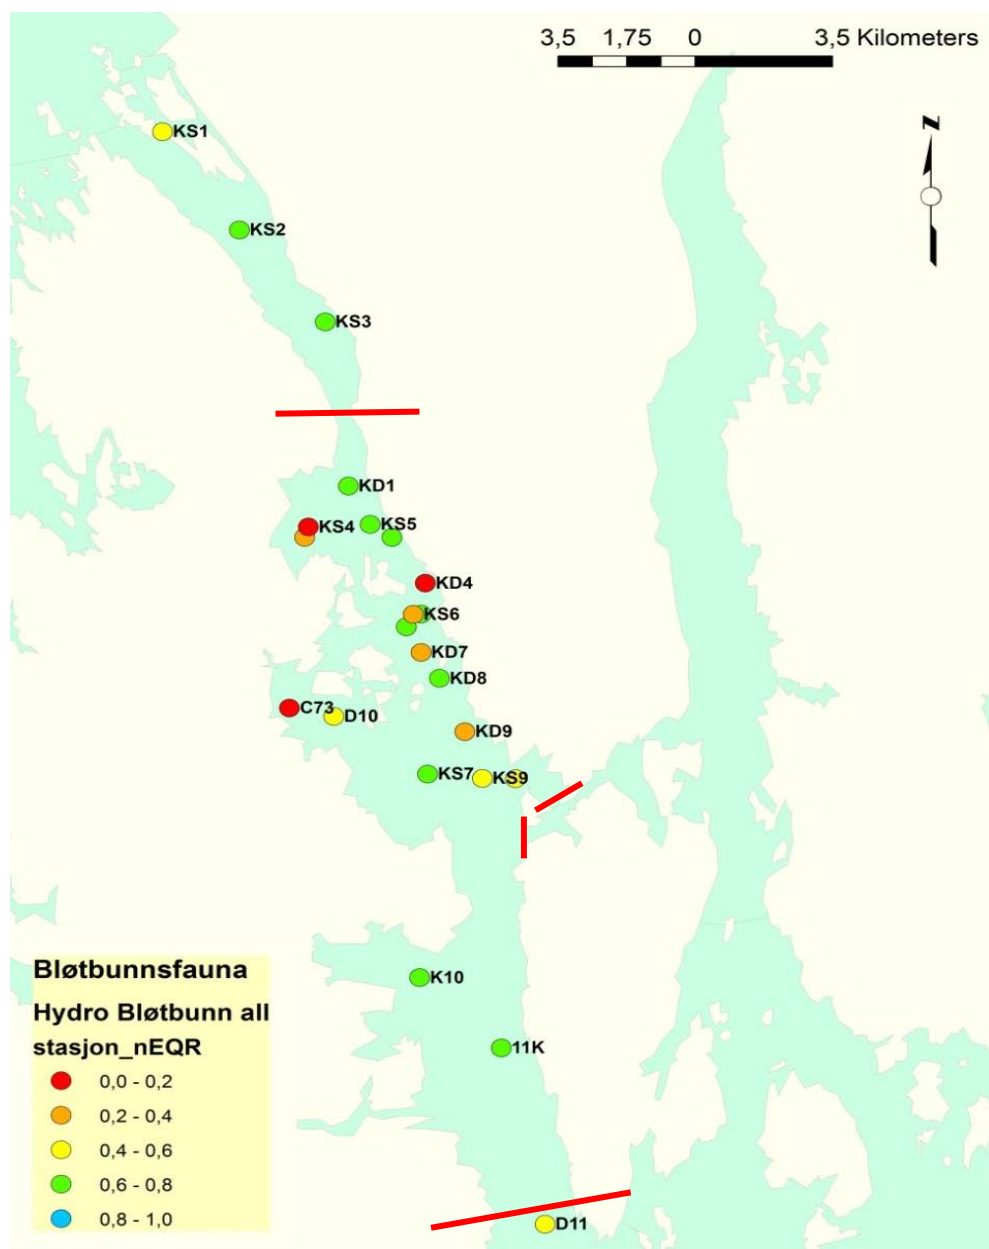 3,5 1,75 0 3,5 Kilometers
N
KS1
KS2
KS3
KD1
KS4
KS5
KD4
KS6
KD7
KD8
C73
D10
KD9
KS7
KS9
K10
11K
D11
Bløtbunnsfauna
Hydro Bløtbunn all
stasjon_nEQR
0,0 - 0,2
0,2 - 0,4
0,4 - 0,6
0,6 - 0,8
0,8 - 1,0